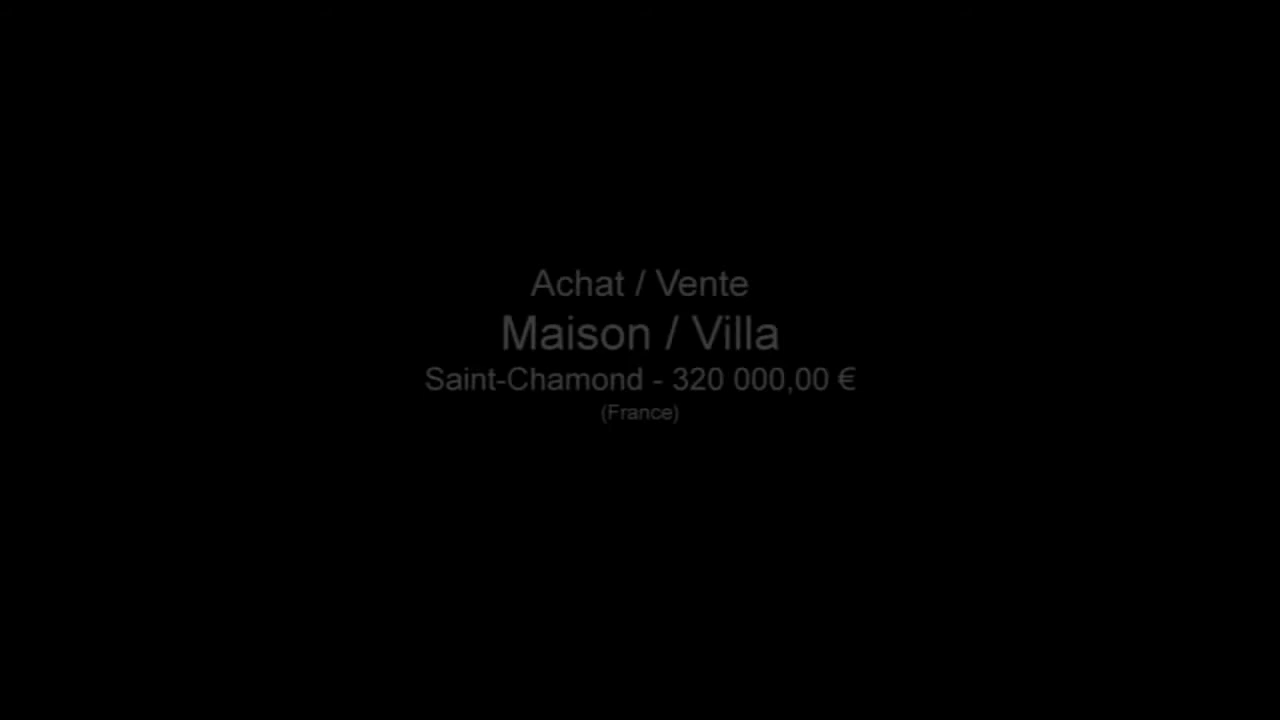 Achat / Vente
Maison / Villa
Saint-Chamond - 320 000,00 €
(France)